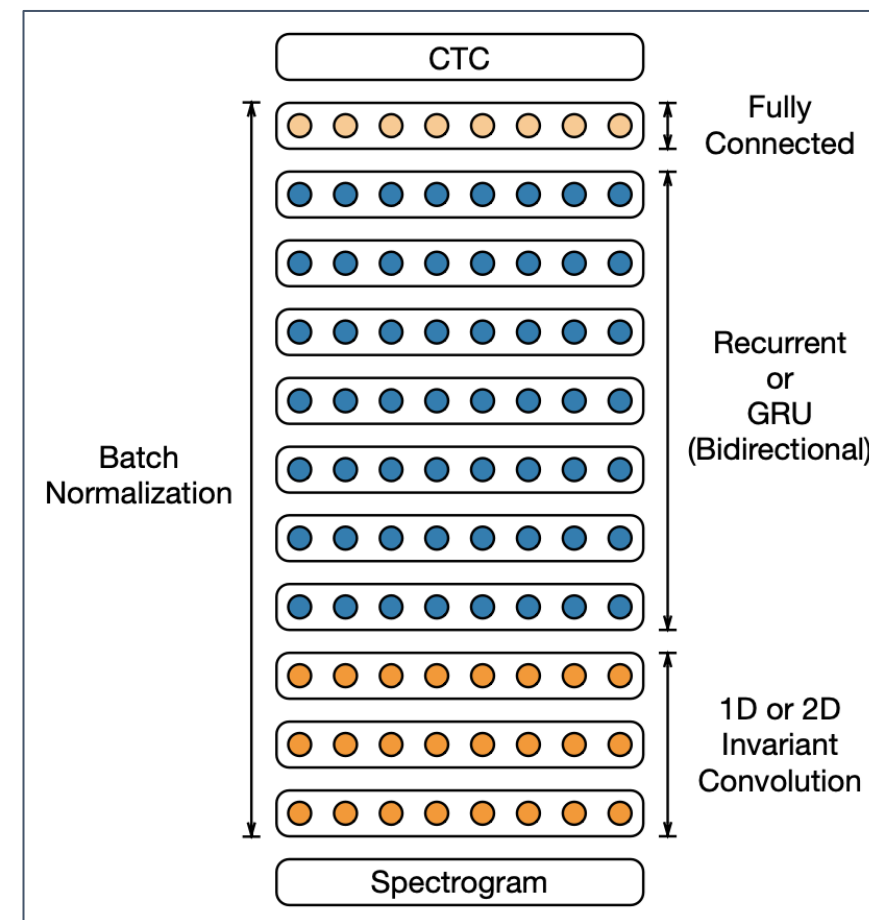 CTC
Fully
Connected
Recurrent
or
GRU
(Bidirectional)
Batch
Normalization
1D or 2D
Invariant
Convolution
Spectrogram